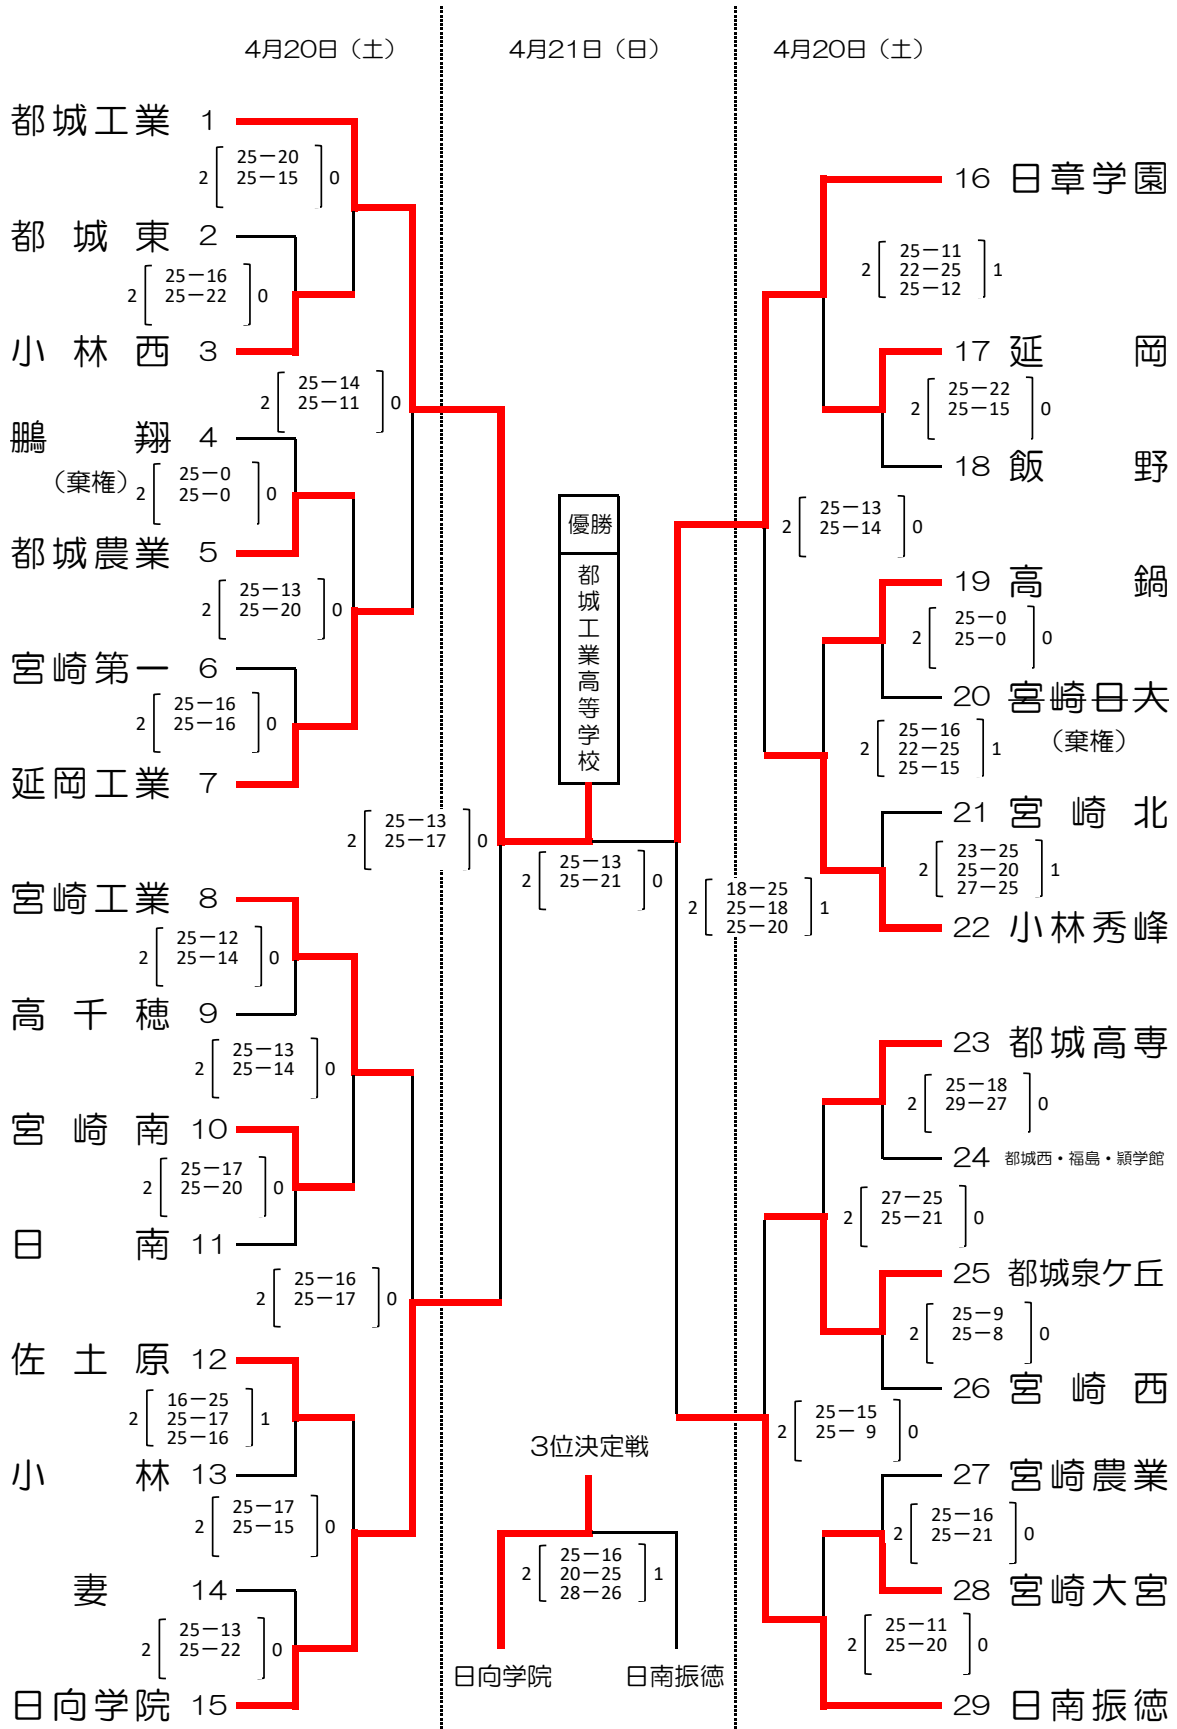 4月20日（土）
4月21日（日）
4月20日（土）
都城工業 1
2 25－20 0
25－15
都城東 2
2 25－16 0
25－22
小林西 3
2 25－14 0
25－11
鵬翔 4
（棄権） 2 25－0 0
25－0
都城農業 5
2 25－13 0
25－20
宮崎第一 6
2 25－16 0
25－16
延岡工業 7
2 25－13 0
25－17
宮崎工業 8
2 25－12 0
25－14
高千穂 9
2 25－13 0
25－14
宮崎南 10
2 25－17 0
25－20
日南 11
2 25－16 0
25－17
佐土原 12
2 16－25 1
25－17
25－16
小林 13
2 25－17 0
25－15
妻 14
2 25－13 0
25－22
日向学院 15
優勝
都城工業高等学校
2 25－13 0
25－21
2 18－25 1
25－18
25－20
3位決定戦
2 25－16 1
20－25
28－26
日向学院
日南振徳
16 日章学園
2 25－11 1
22－25
25－12
17 延岡
2 25－22 0
25－15
18 飯野
2 25－13 0
25－14
19 高鍋
2 25－0 0
25－0
20 宮崎日大
（棄権）
2 25－16 1
22－25
25－15
21 宮崎北
2 23－25 1
25－20
27－25
22 小林秀峰
23 都城高専
2 25－18 0
29－27
24 都城西・福島・頴学館
2 27－25 0
25－21
25 都城泉ケ丘
2 25－9 0
25－8
26 宮崎西
2 25－15 0
25－ 9
27 宮崎農業
2 25－16 0
25－21
28 宮崎大宮
2 25－11 0
25－20
29 日南振徳